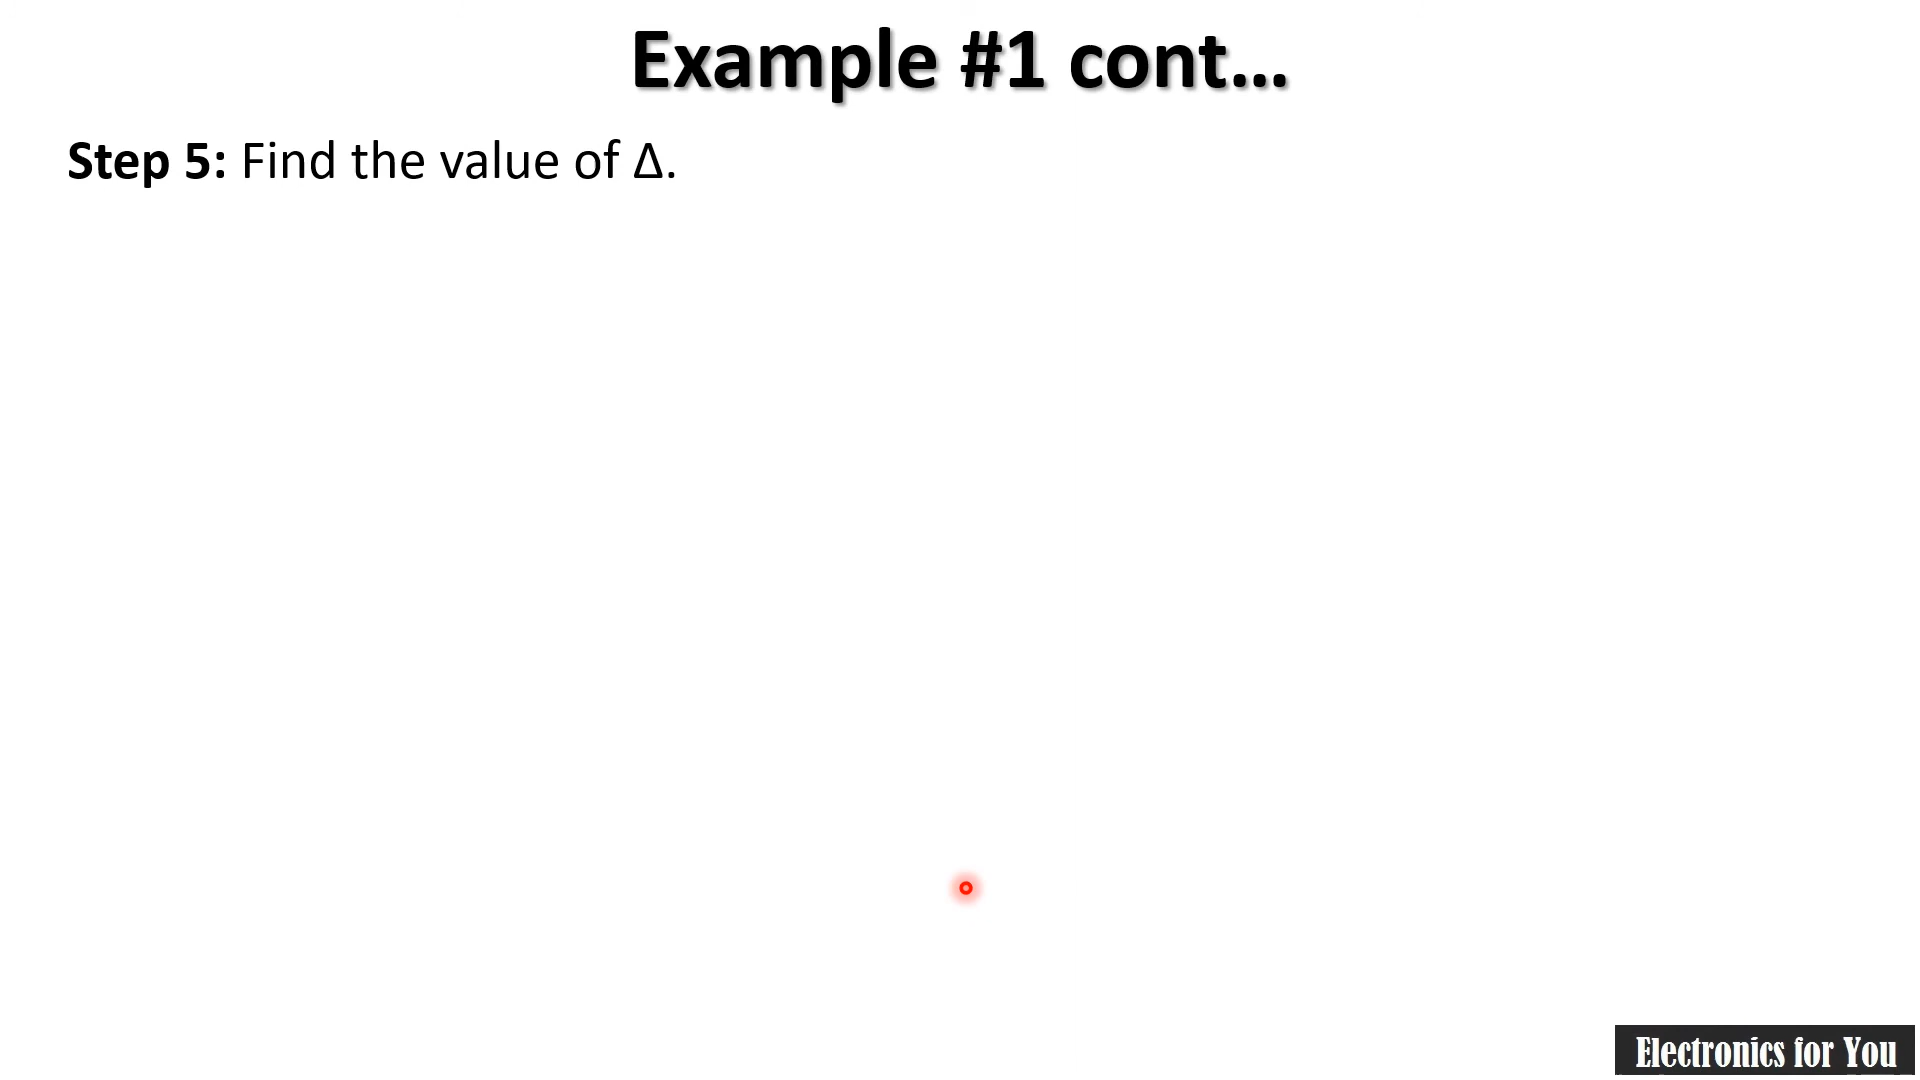 Example #1 cont…
Step 5: Find the value of Δ.
Electronics for You